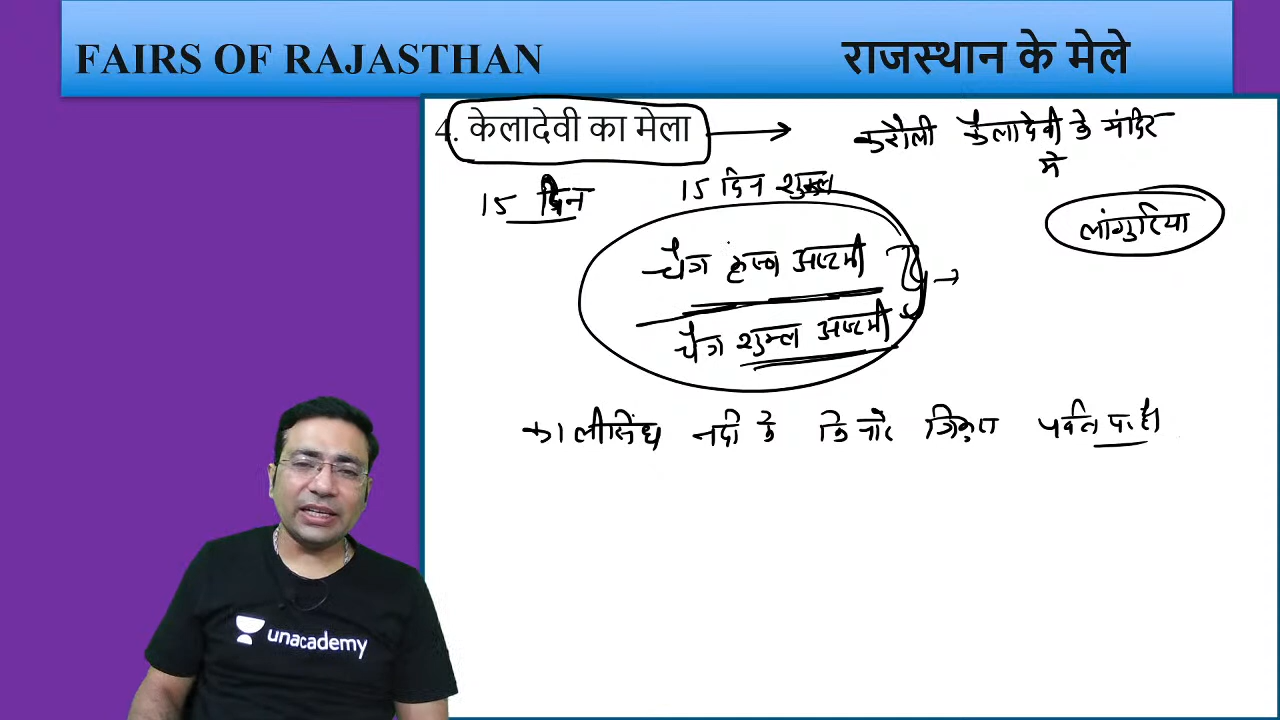 FAIRS OF RAJASTHAN
राजस्थान के मेले
4. केलादेवी का मेला
करौली कैलादेवी के मंदिर
में
15 दिन
15 दिन शुक्ल
लांगुरिया
चैत्र कृष्ण अष्टमी
चैत्र शुक्ल अष्टमी
कालीसिंध नदी के किनारे त्रिकूट पर्वत पर है।
unacademy